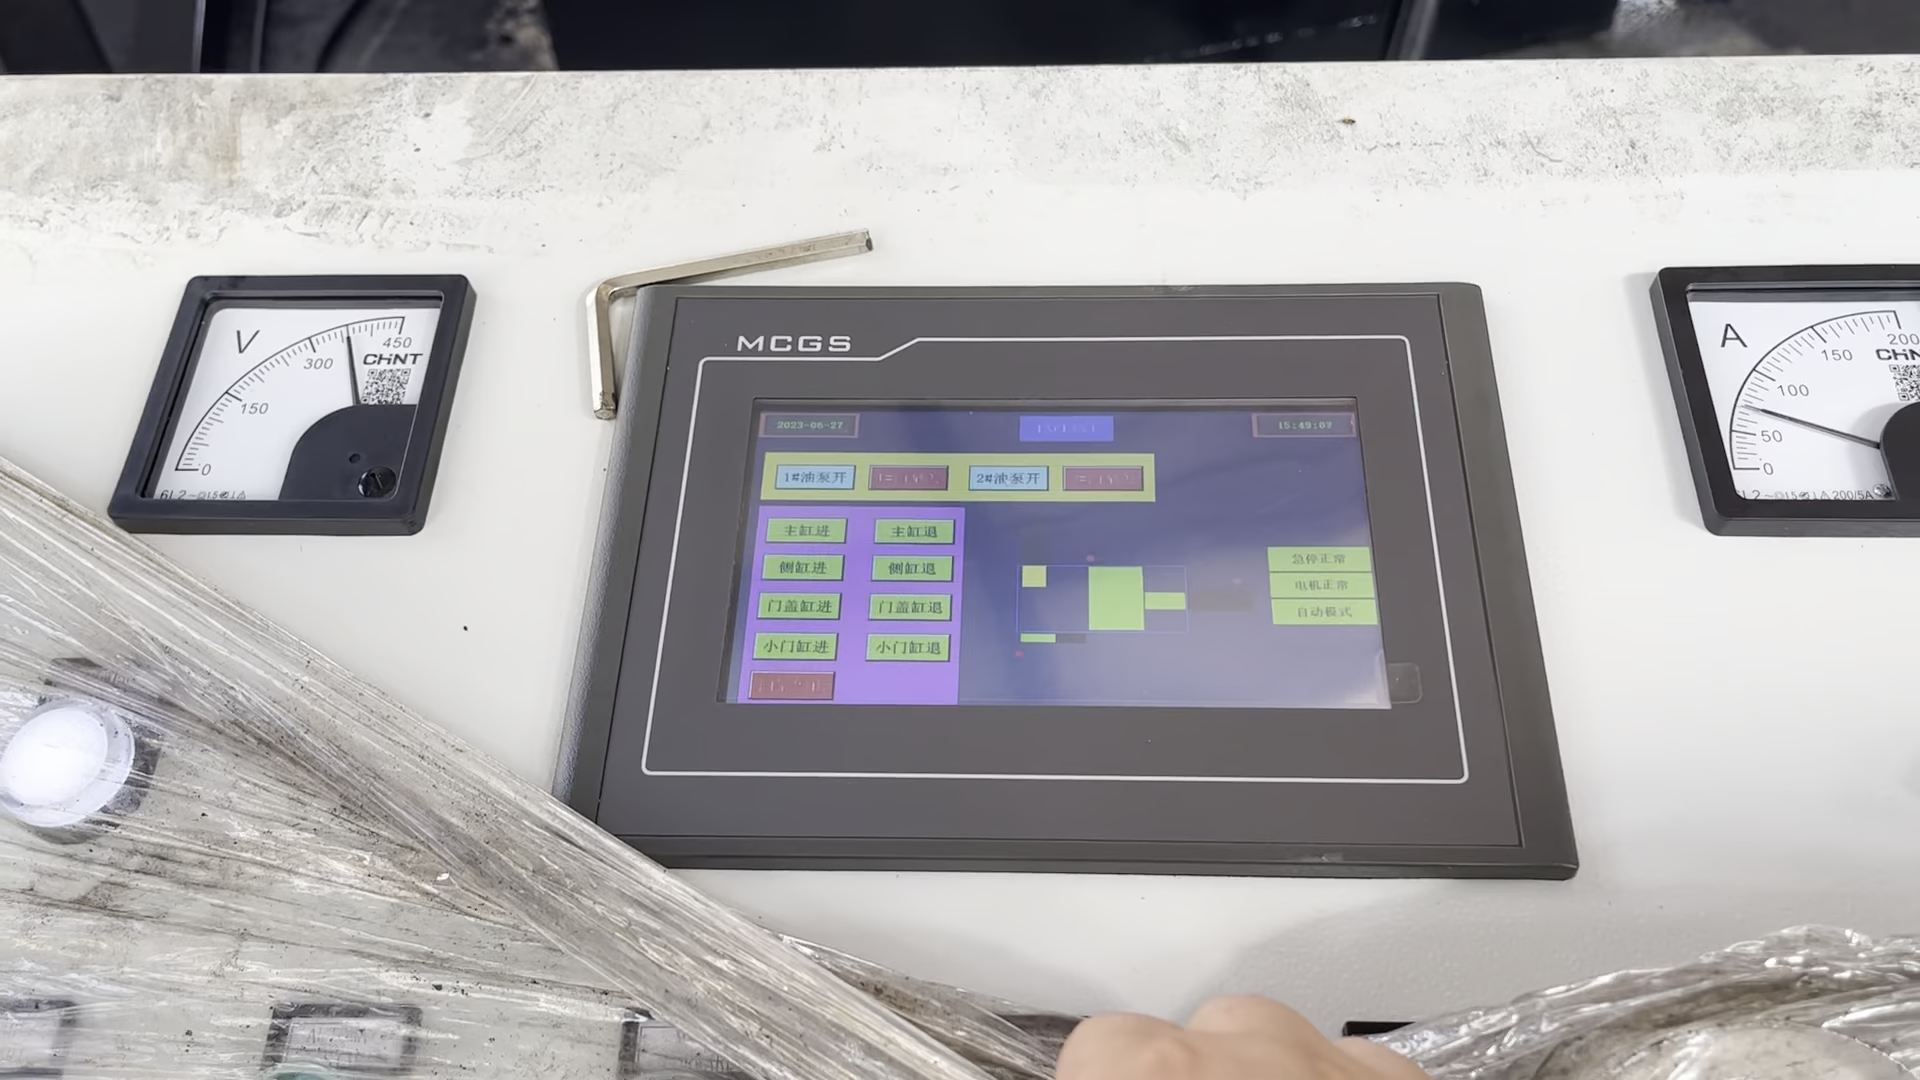 V
450
CHNT
300
150
0
MCGS
2023-06-27
15:49:07
1#油泵开
2#油泵开
主缸进
主缸退
侧缸进
侧缸退
门盖缸进
门盖缸退
小门缸进
小门缸退
急停正常
电机正常
自动模式
A
200
150
100
50
0
200/5A